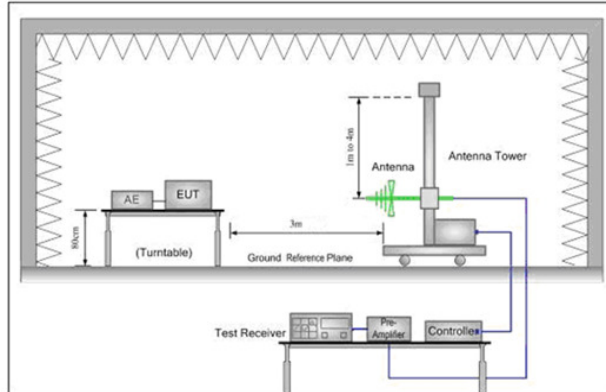 1m to 4m
Antenna
Antenna Tower
AE
EUT
80cm
(Turntable)
3m
Ground Reference Plane
Test Receiver
Pre-
Amplifier
Controller